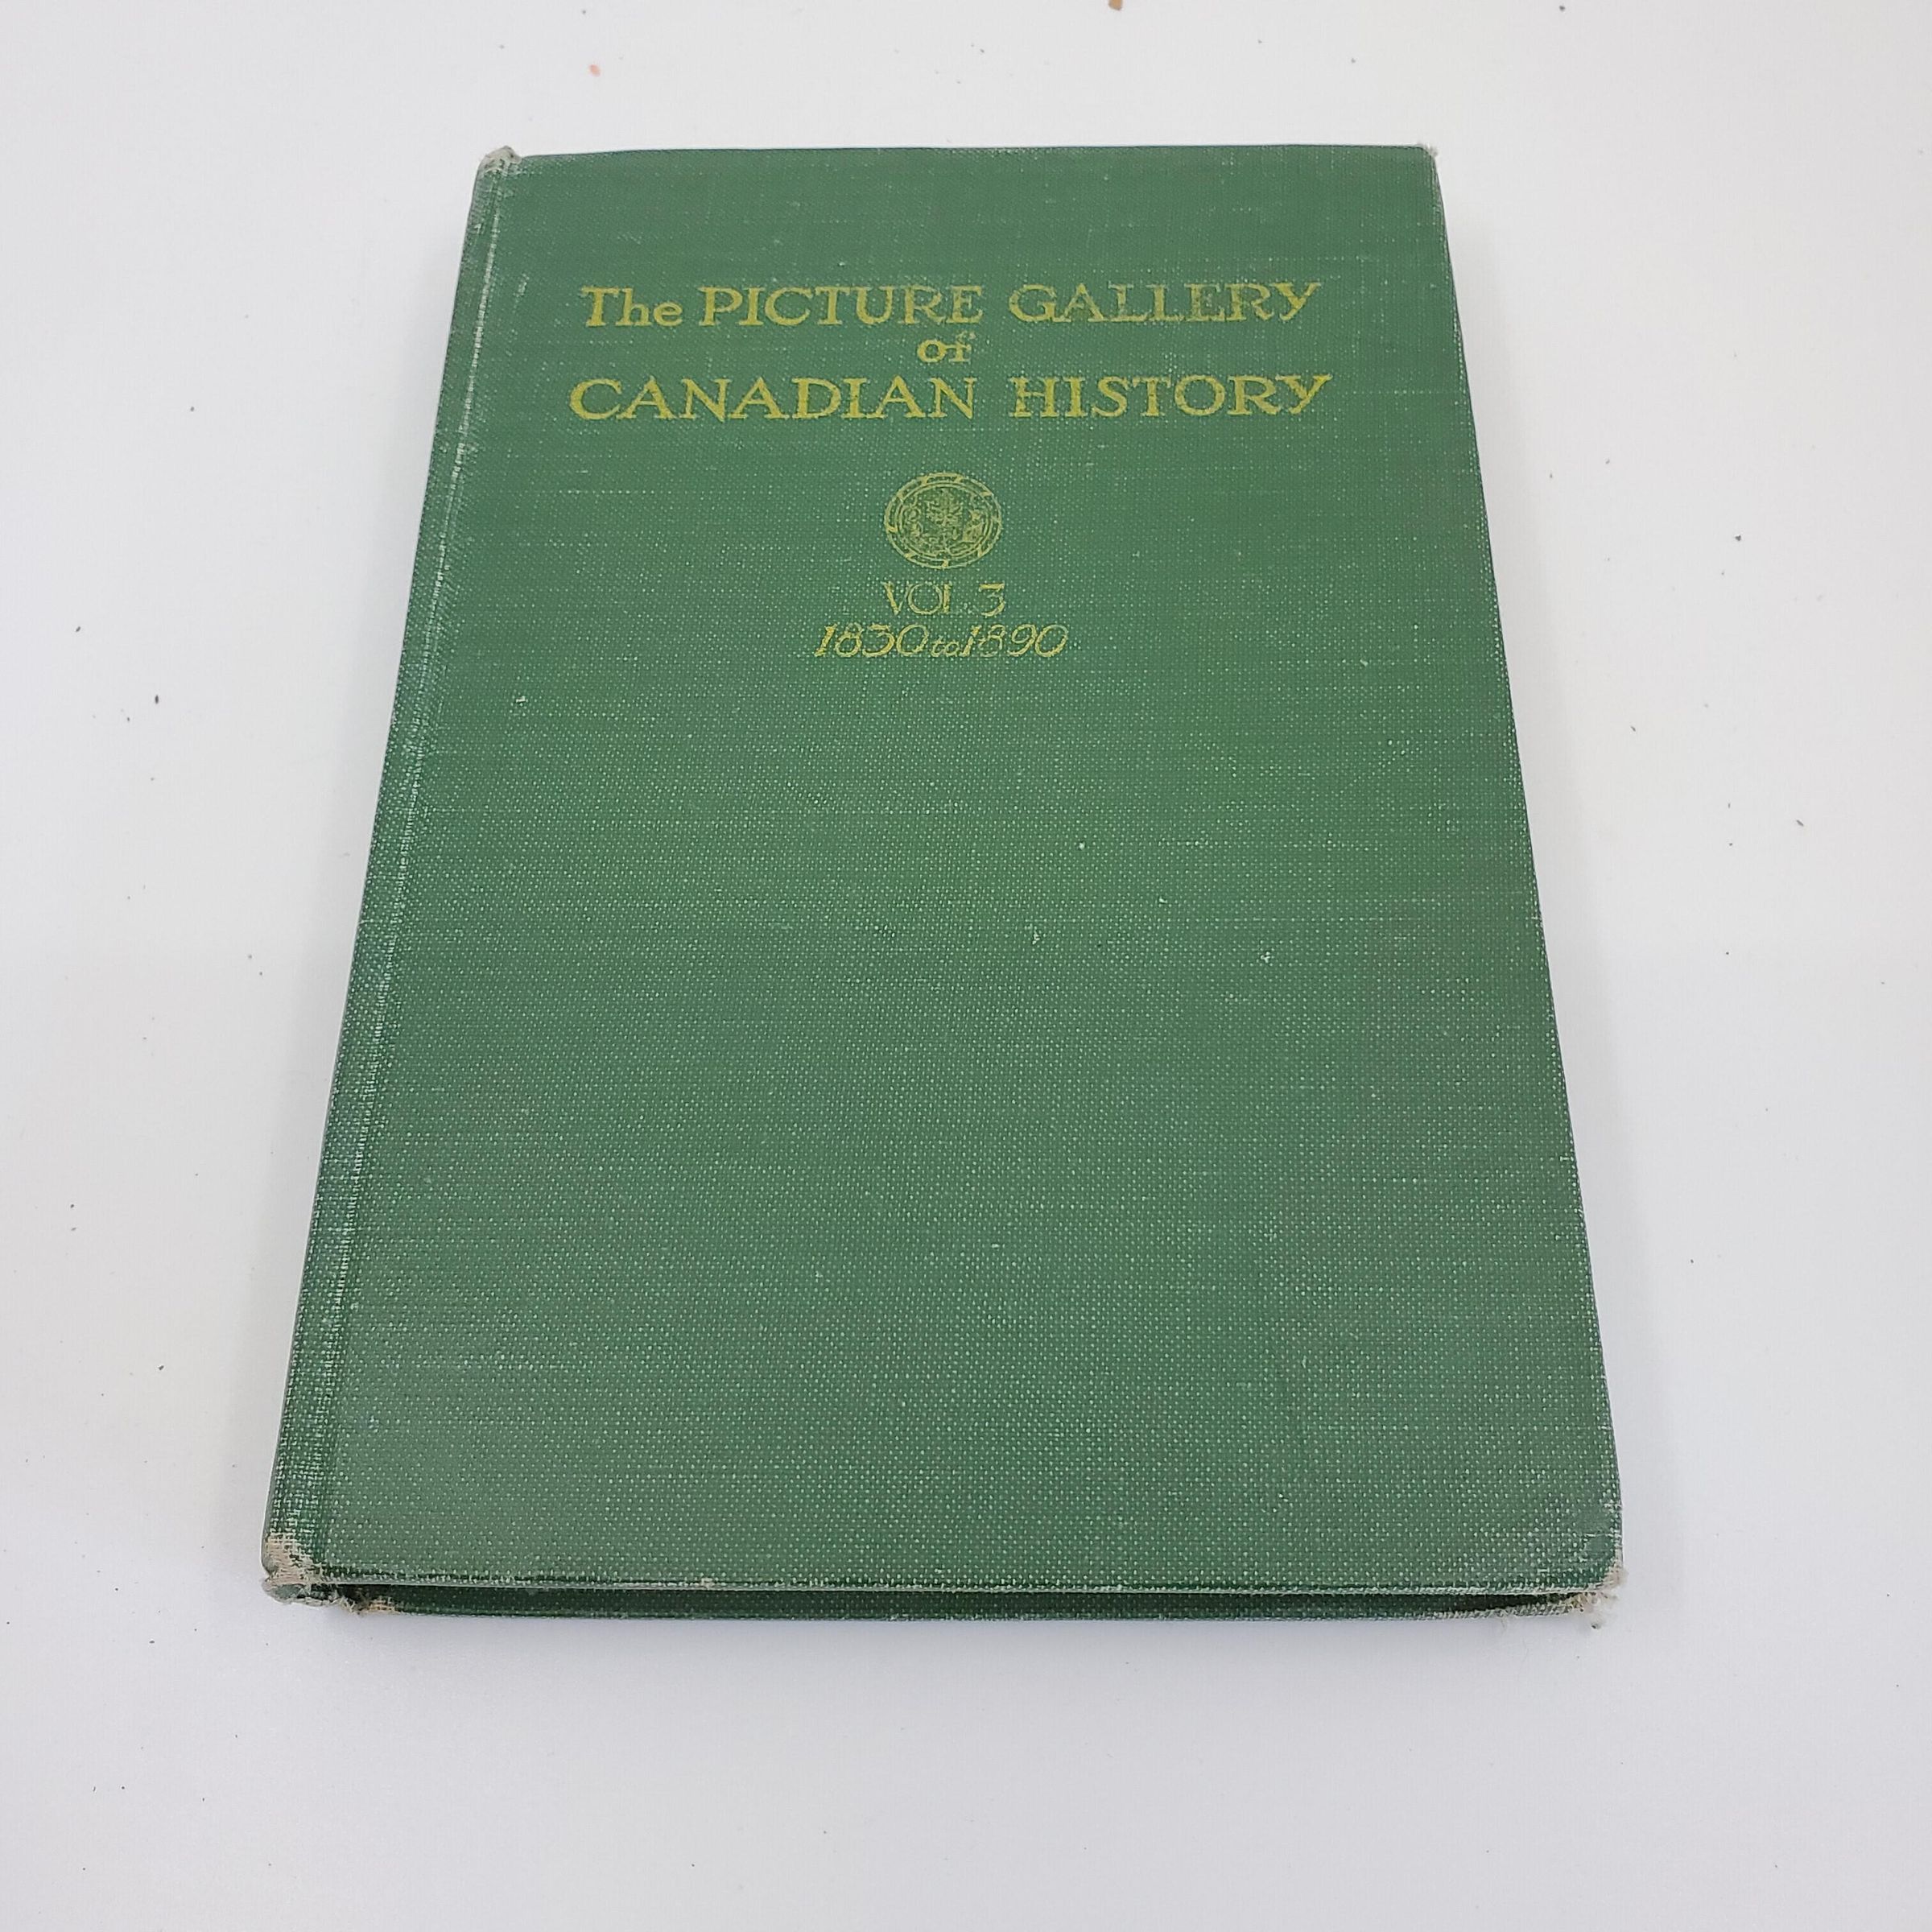 The PICTURE GALLERY
of
CANADIAN HISTORY
VOL. 3
1830 to 1890